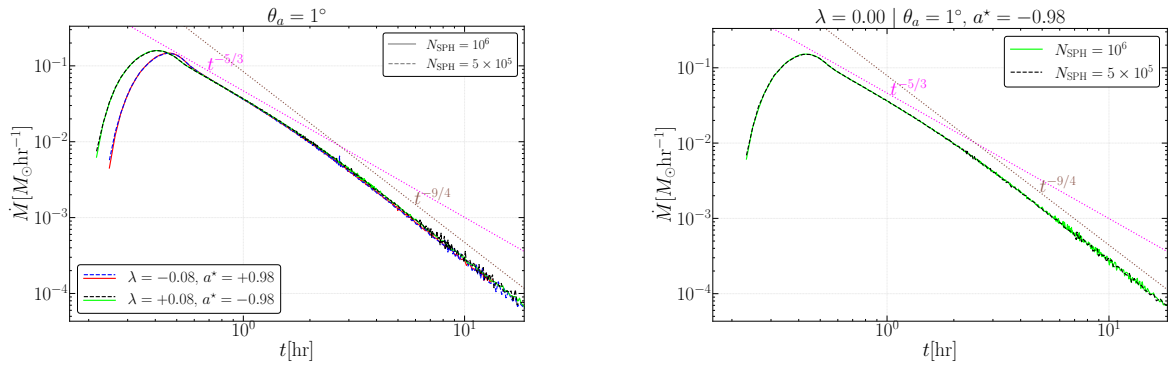 θ_a = 1°
N_SPH = 10^6
N_SPH = 5 × 10^5
t^{-5/3}
t^{-9/4}
λ = −0.08, a* = +0.98
λ = +0.08, a* = −0.98
10^{-1}
10^{-2}
10^{-3}
10^{-4}
Ṁ[M_⊙hr^{-1}]
10^0
10^1
t[hr]
λ = 0.00 | θ_a = 1°, a* = −0.98
N_SPH = 10^6
N_SPH = 5 × 10^5
t^{-5/3}
t^{-9/4}
10^{-1}
10^{-2}
10^{-3}
10^{-4}
Ṁ[M_⊙hr^{-1}]
10^0
10^1
t[hr]